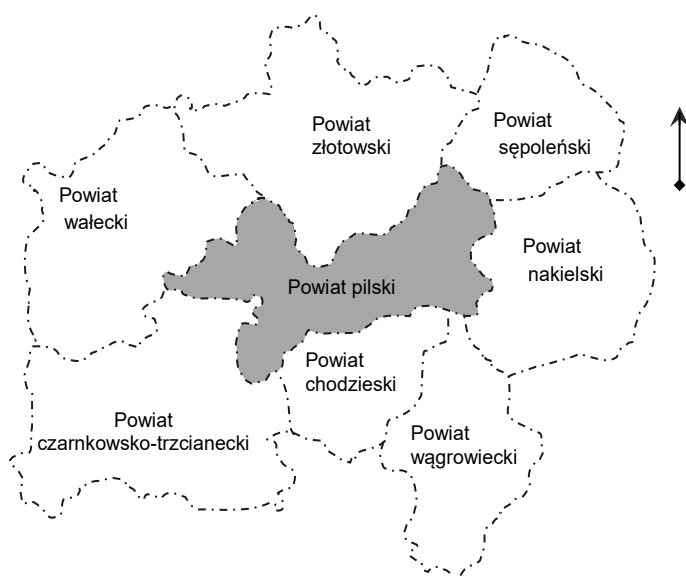 Powiat
złotowski
Powiat
sępoleński
Powiat
wałecki
Powiat
nakielski
Powiat pilski
Powiat
chodzieski
Powiat
czarnkowsko-trzcianecki
Powiat
wągrowiecki